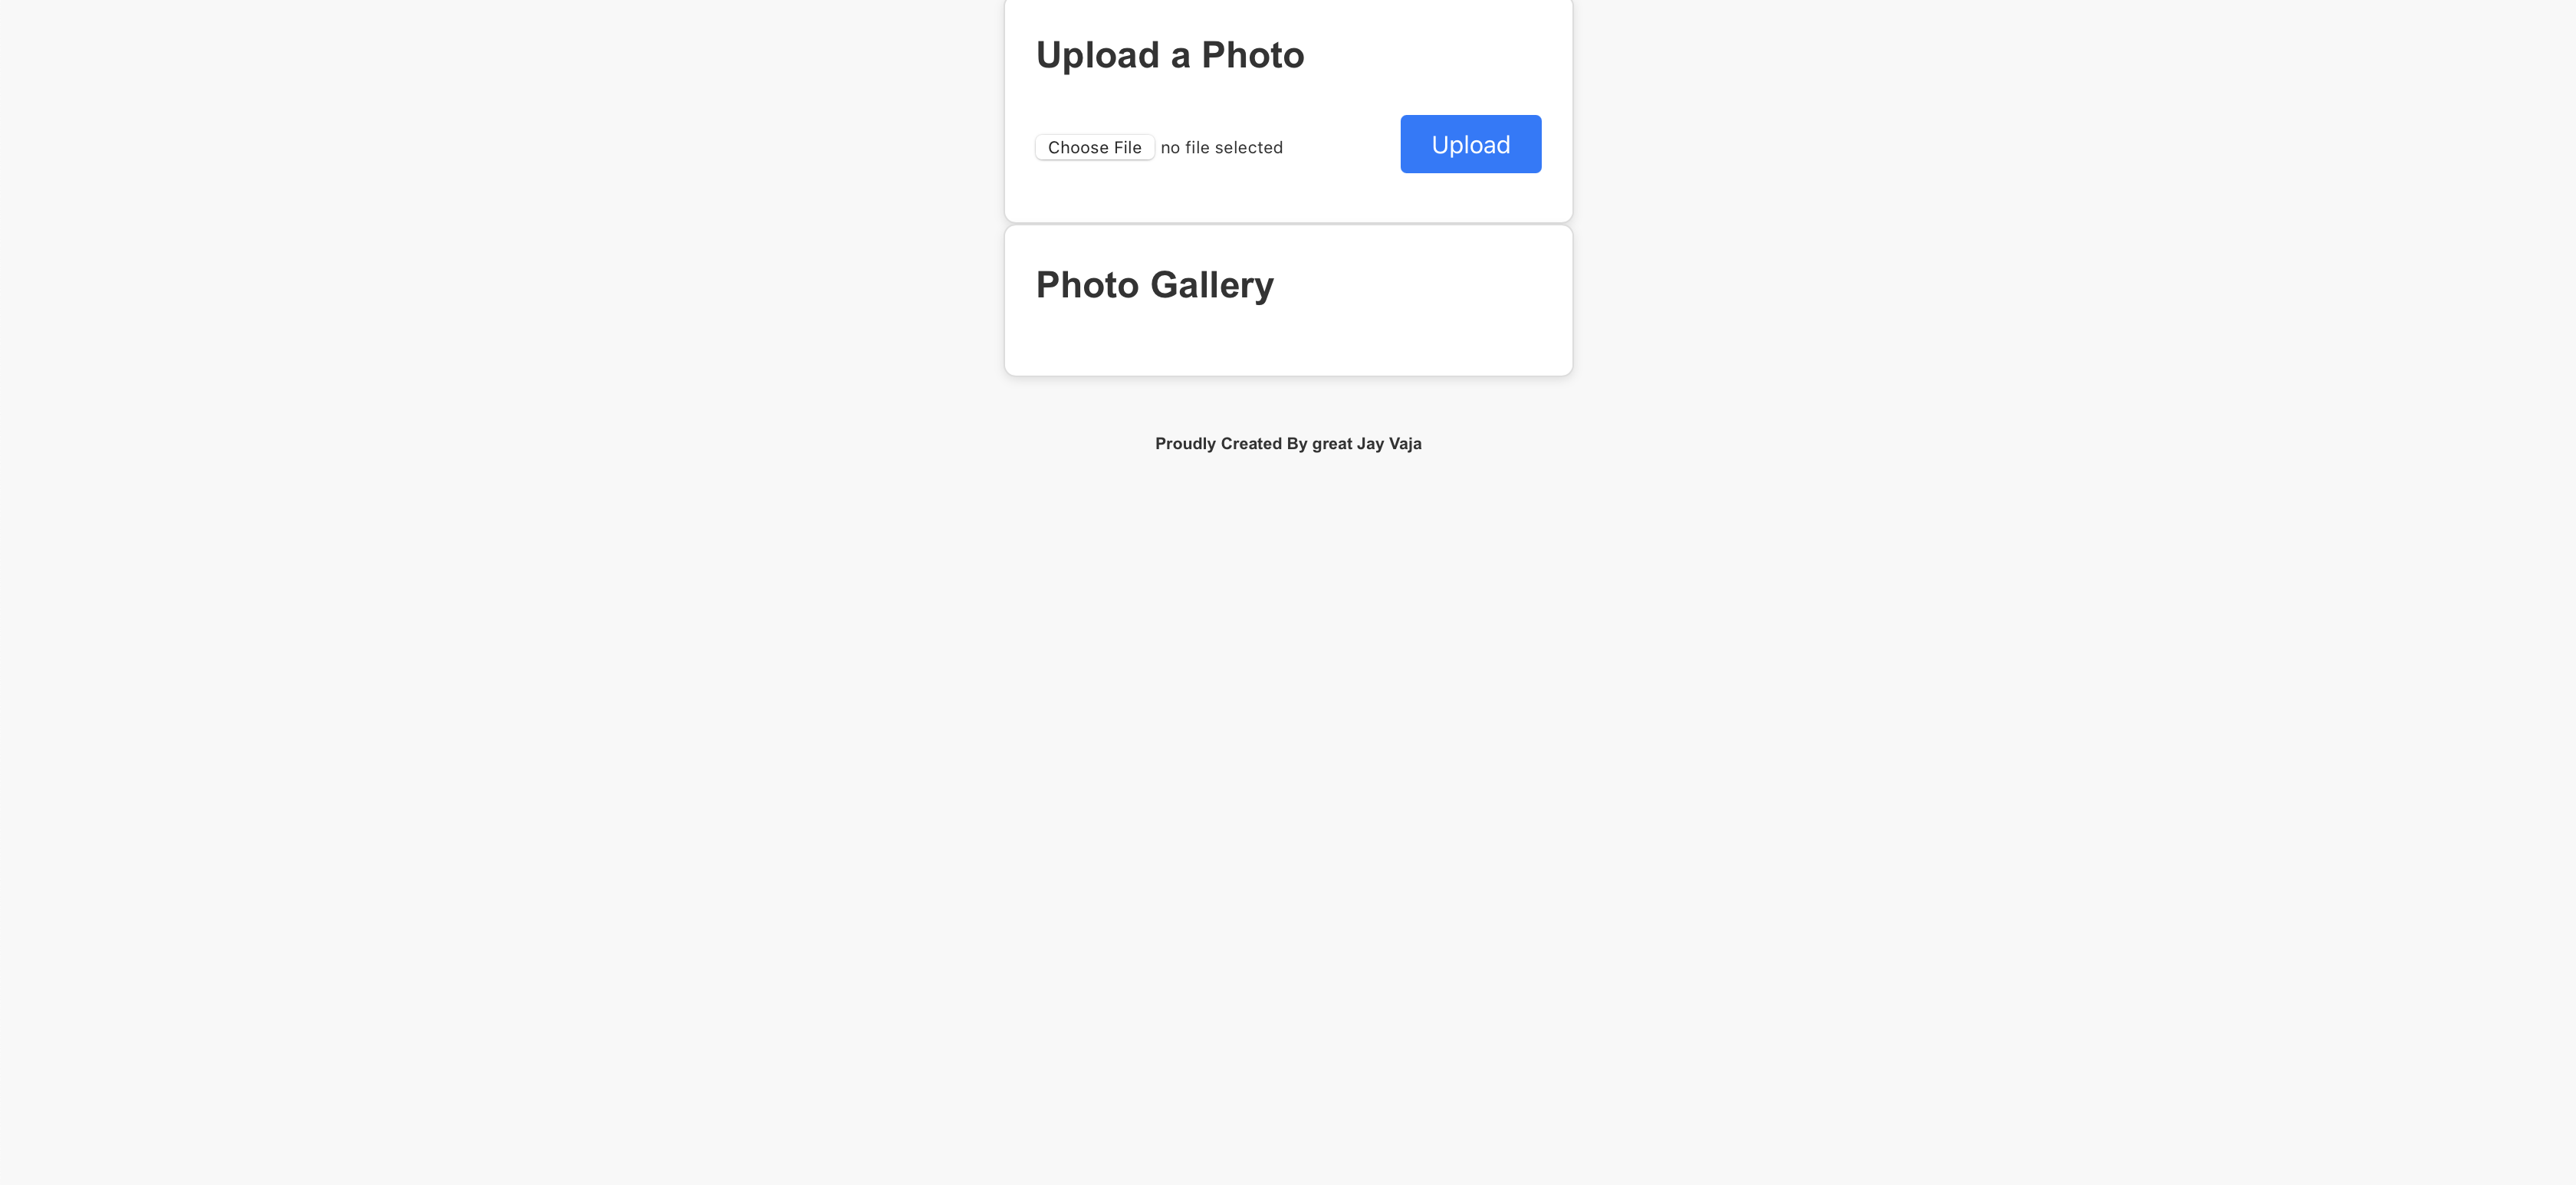 Upload a Photo
Choose File no file selected
Upload
Photo Gallery
Proudly Created By great Jay Vaja